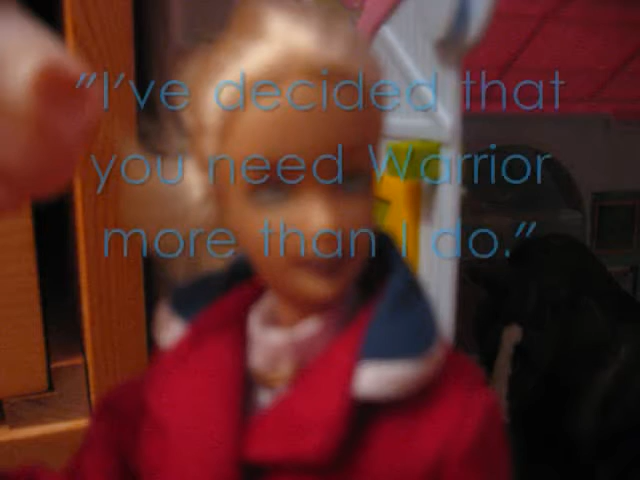 "I've decided that
you need Warrior
more than I do."